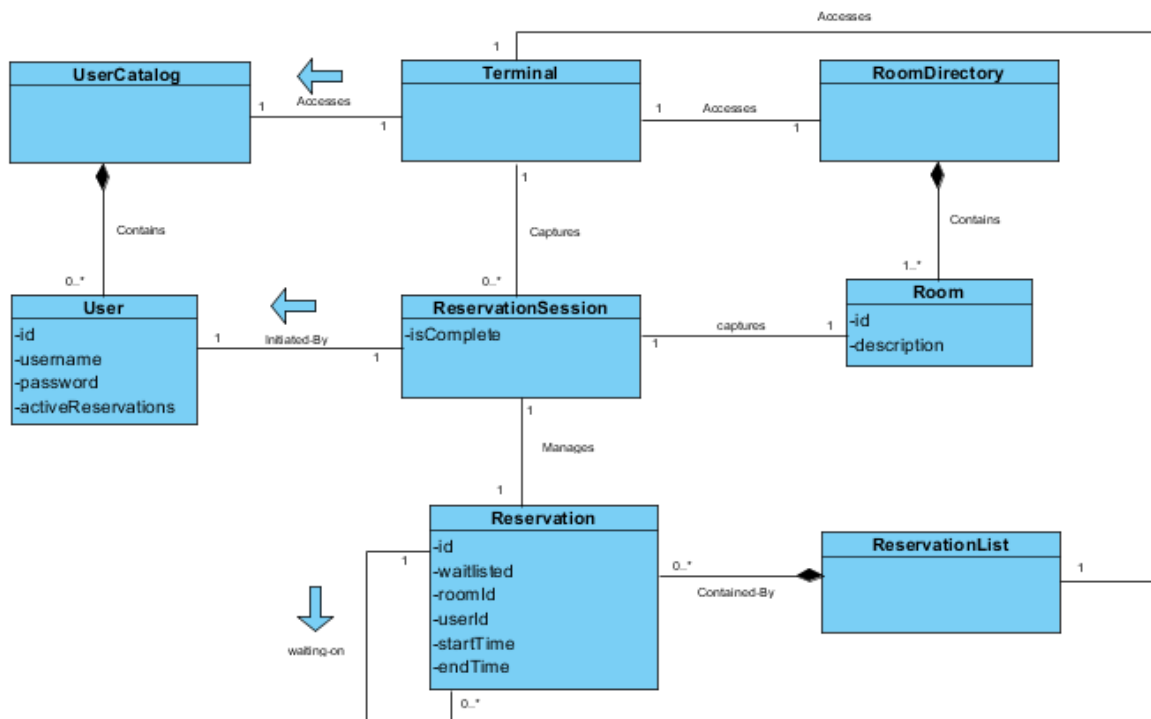 Accesses
1
UserCatalog
Terminal
RoomDirectory
Accesses
1
1
1
Accesses
1
1
Contains
Captures
Contains
0..*
0..*
1..*
User
-id
-username
-password
-activeReservations
1
Initiated-By
1
ReservationSession
-isComplete
captures
1
1
Room
-id
-description
1
Manages
1
Reservation
-id
-waitlisted
-roomId
-userId
-startTime
-endTime
1
waiting-on
0..*
0..*
Contained-By
ReservationList
1